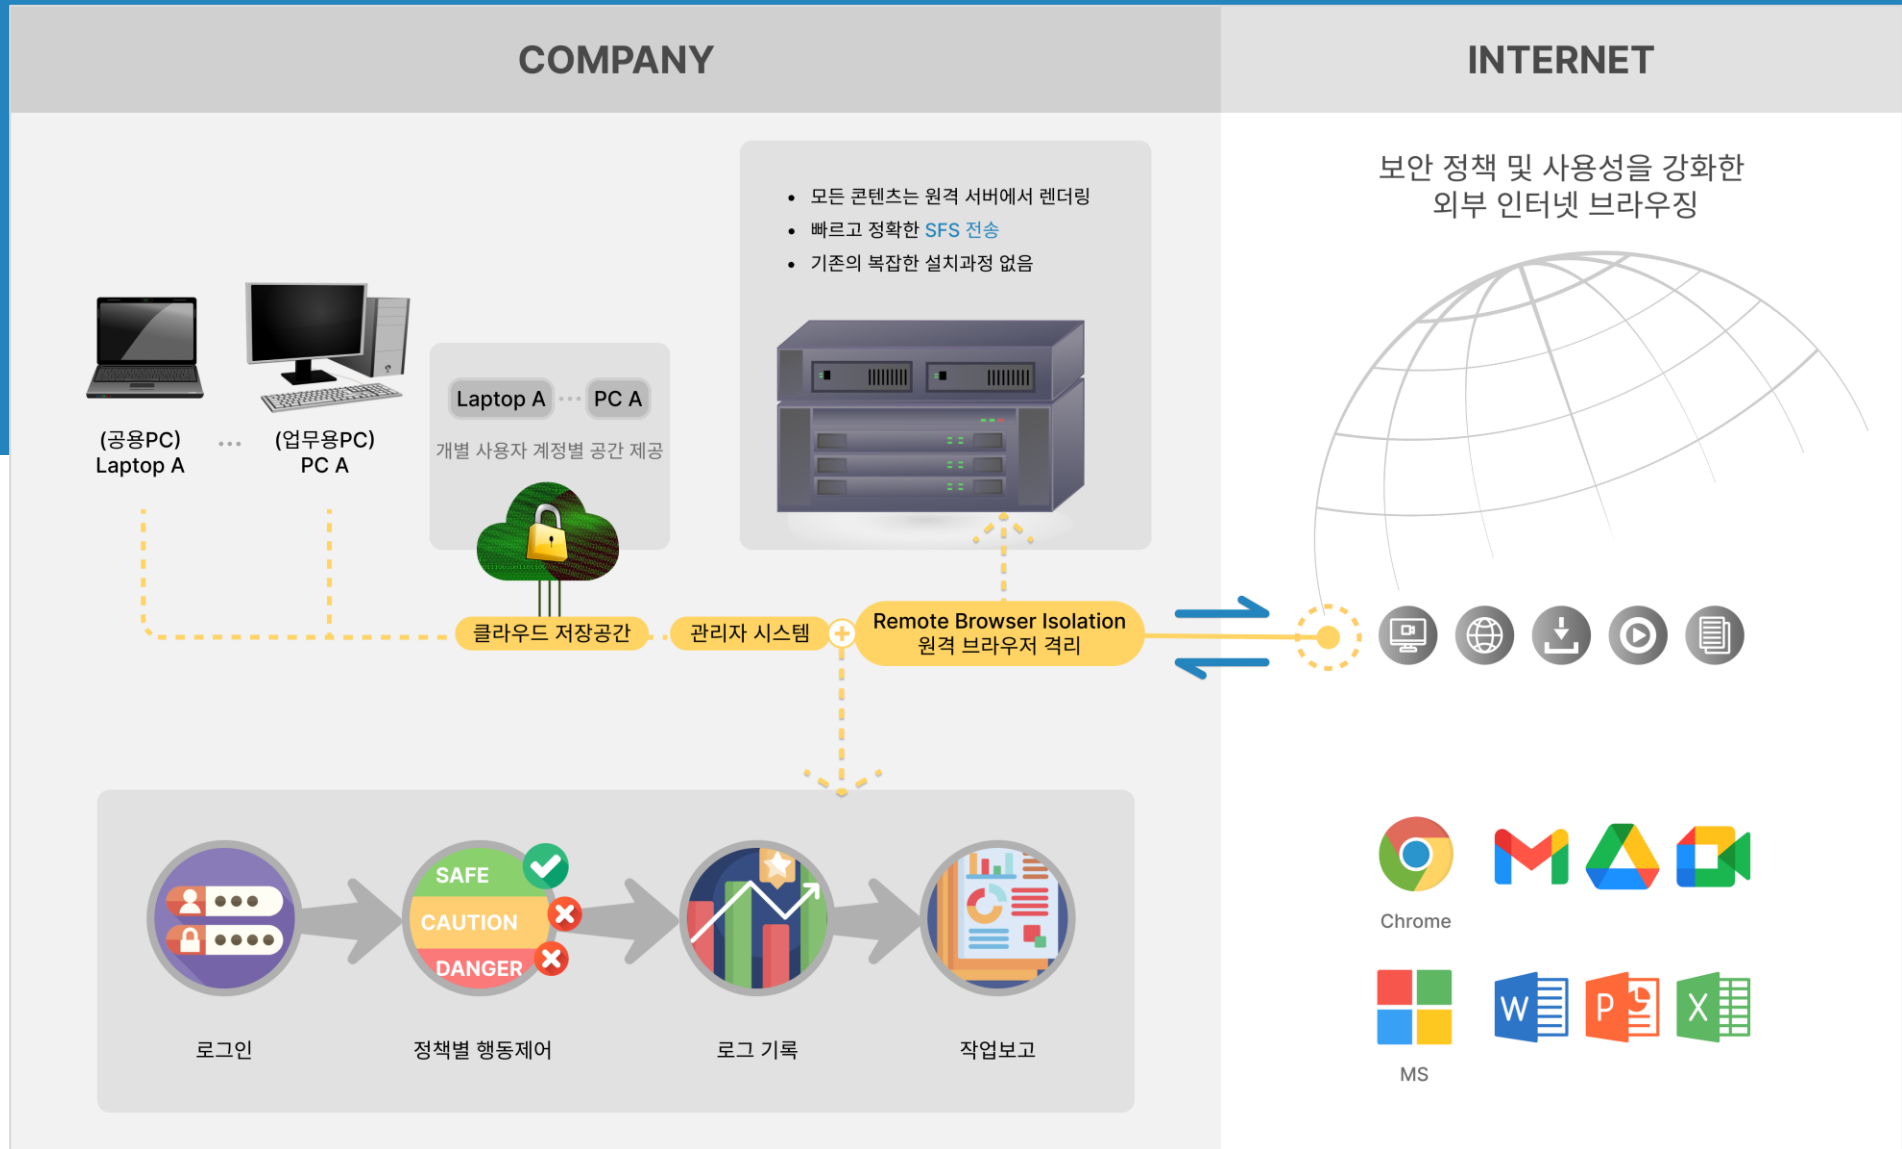 COMPANY
INTERNET
보안 정책 및 사용성을 강화한
외부 인터넷 브라우징
• 모든 콘텐츠는 원격 서버에서 렌더링
• 빠르고 정확한 SFS 전송
• 기존의 복잡한 설치과정 없음
(공용PC)
Laptop A
...
(업무용PC)
PC A
Laptop A ... PC A
개별 사용자 계정별 공간 제공
클라우드 저장공간
관리자 시스템
Remote Browser Isolation
원격 브라우저 격리
SAFE
CAUTION
DANGER
로그인
정책별 행동제어
로그 기록
작업보고
Chrome
W
P
X
MS